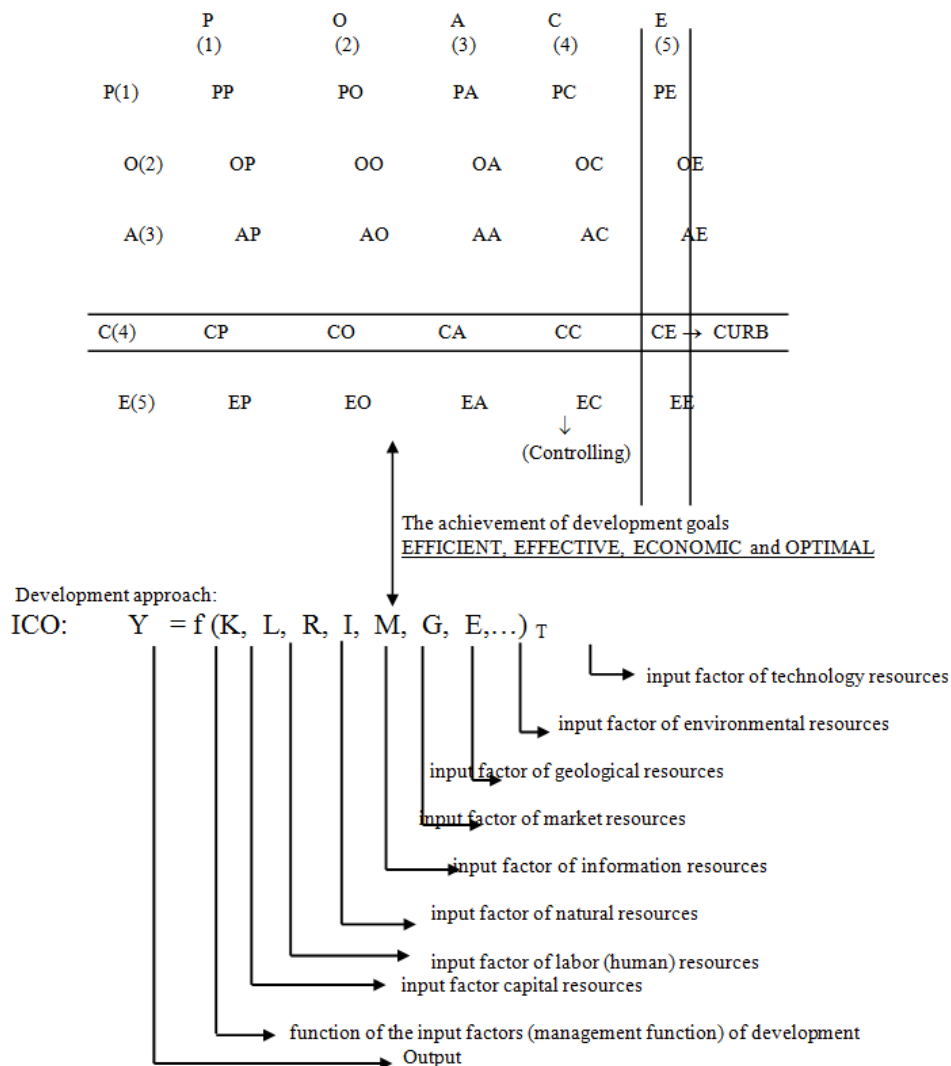 P O A C E
(1) (2) (3) (4) (5)
P(1) PP PO PA PC PE
O(2) OP OO OA OC OE
A(3) AP AO AA AC AE
C(4) CP CO CA CC CE → CURB
E(5) EP EO EA EC EE
↓
(Controlling)
The achievement of development goals
EFFICIENT, EFFECTIVE, ECONOMIC and OPTIMAL
Development approach:
ICO: Y = f (K, L, R, I, M, G, E,...) T
input factor of technology resources
input factor of environmental resources
input factor of geological resources
input factor of market resources
input factor of information resources
input factor of natural resources
input factor of labor (human) resources
input factor capital resources
function of the input factors (management function) of development
Output